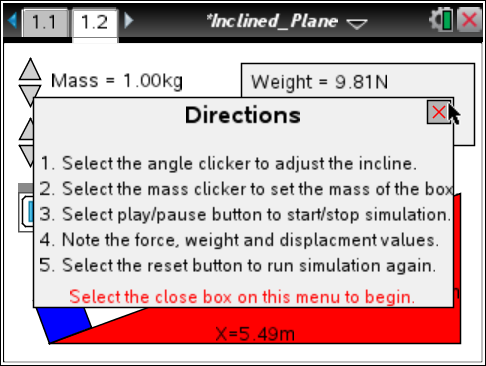 1.1
1.2
*Inclined_Plane
Mass = 1.00kg
Weight = 9.81N
Directions
1. Select the angle clicker to adjust the incline.
2. Select the mass clicker to set the mass of the box
3. Select play/pause button to start/stop simulation.
4. Note the force, weight and displacment values.
5. Select the reset button to run simulation again.
Select the close box on this menu to begin.
X=5.49m